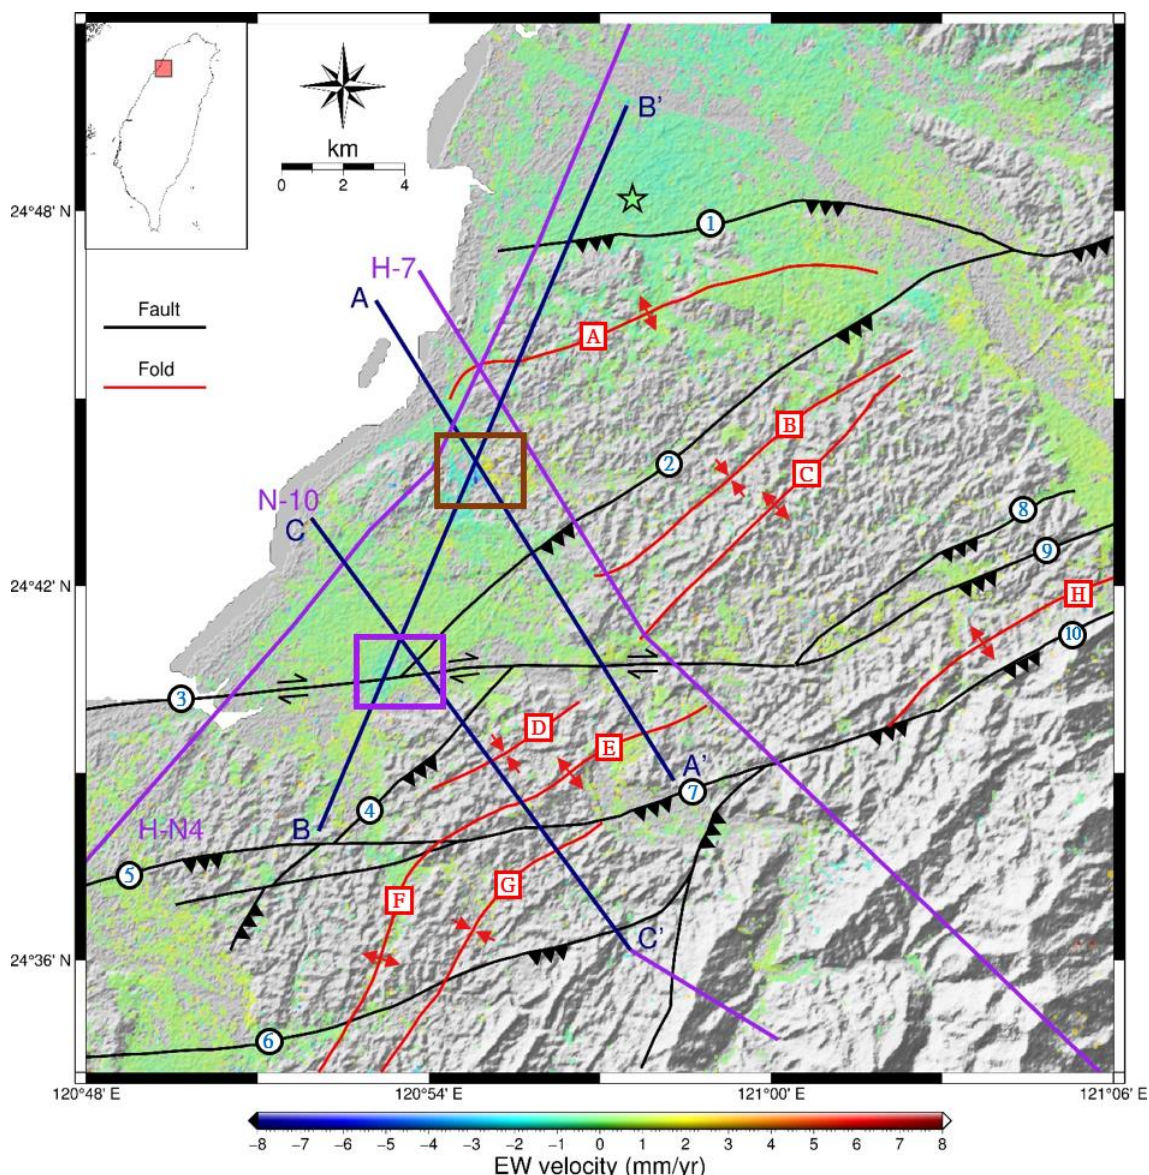 km
0 2 4
Fault
Fold
24°48' N
24°42' N
24°36' N
B'
1
H-7
A
A
B
2
C
N-10
C
8
9
H
10
3
D
E
A'
7
4
B
H-N4
5
F
G
C'
6
120°48' E
120°54' E
121°00' E
121°06' E
−8 −7 −6 −5 −4 −3 −2 −1 0 1 2 3 4 5 6 7 8
EW velocity (mm/yr)